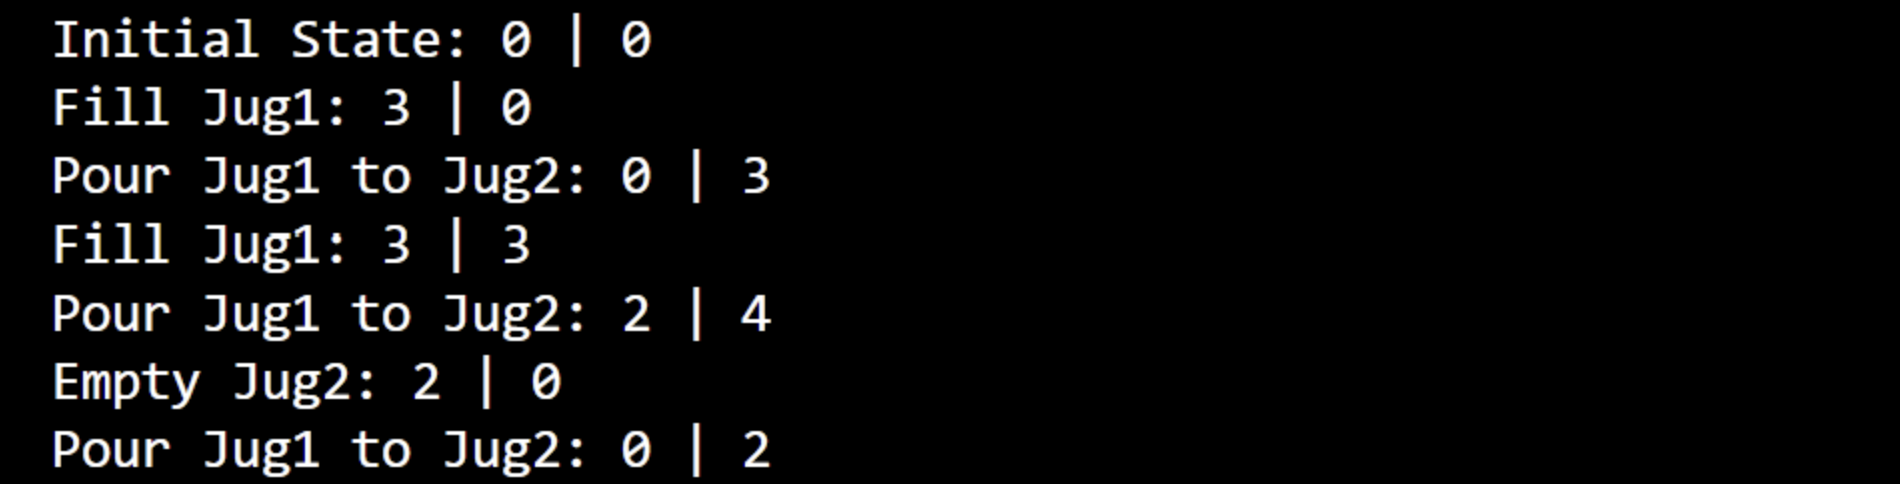 Initial State: 0 | 0
Fill Jug1: 3 | 0
Pour Jug1 to Jug2: 0 | 3
Fill Jug1: 3 | 3
Pour Jug1 to Jug2: 2 | 4
Empty Jug2: 2 | 0
Pour Jug1 to Jug2: 0 | 2